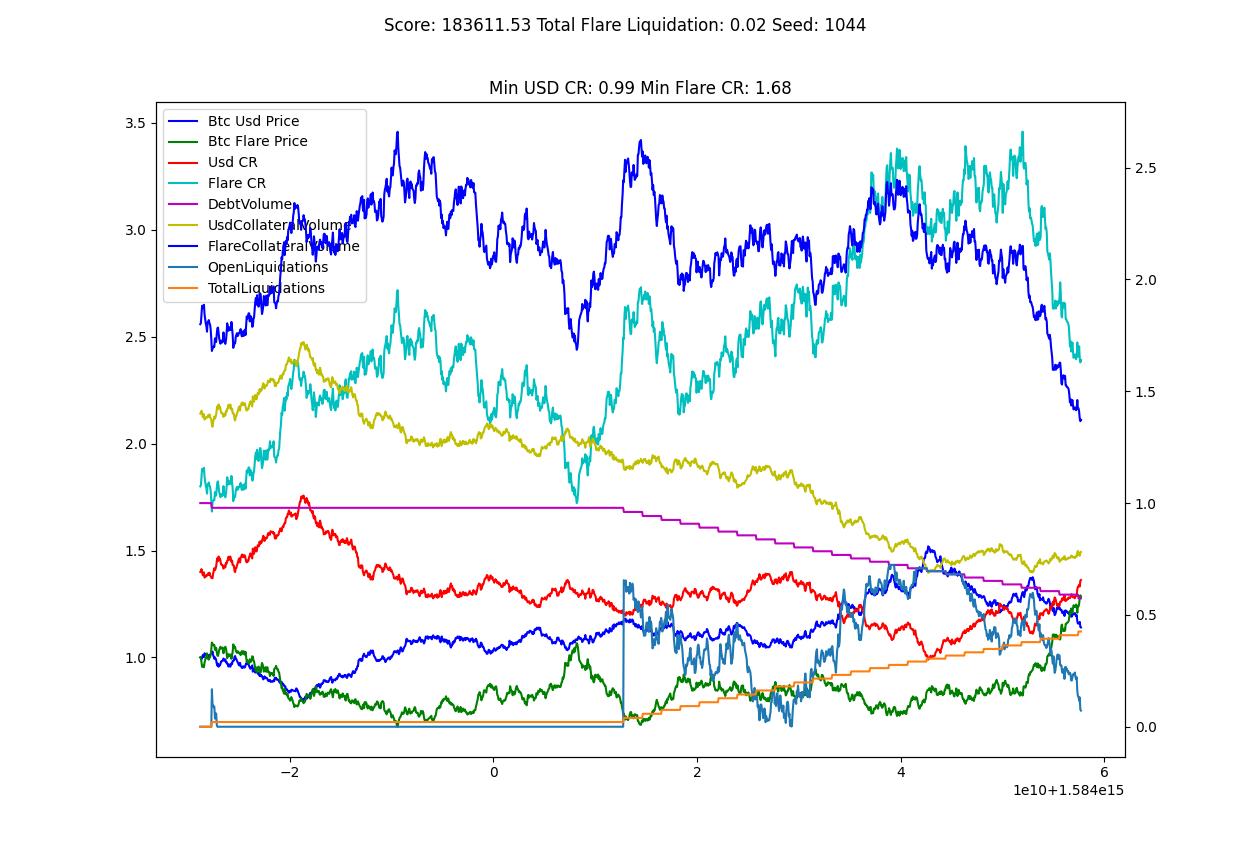 Score: 183611.53 Total Flare Liquidation: 0.02 Seed: 1044
Min USD CR: 0.99 Min Flare CR: 1.68
Btc Usd Price
Btc Flare Price
Usd CR
Flare CR
DebtVolume
UsdCollateralVolume
FlareCollateralVolume
OpenLiquidations
TotalLiquidations
3.5
3.0
2.5
2.0
1.5
1.0
2.5
2.0
1.5
1.0
0.5
0.0
−2 0 2 4 6
1e10+1.584e15